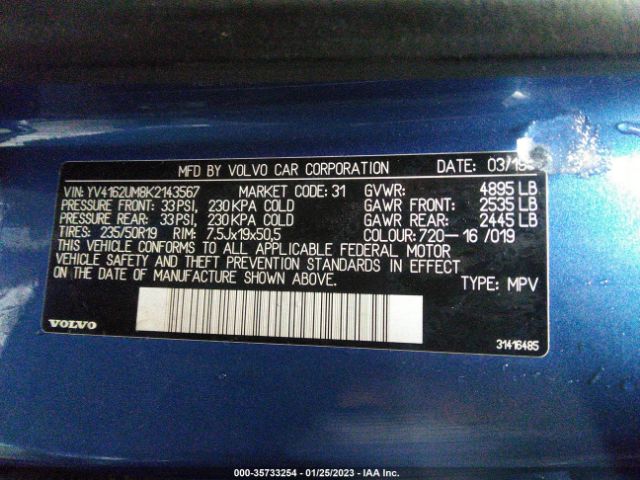 MFD BY VOLVO CAR CORPORATION DATE: 03/19
VIN: YV4162UM8K2143567 MARKET CODE: 31 GVWR: 4895 LB
PRESSURE FRONT: 33 PSI, 230 KPA COLD GAWR FRONT: 2535 LB
PRESSURE REAR: 33 PSI, 230 KPA COLD GAWR REAR: 2445 LB
TIRES: 235/50R19 RIM: 7.5Jx19x50,5 COLOUR: 720-16 /019
THIS VEHICLE CONFORMS TO ALL APPLICABLE FEDERAL MOTOR
VEHICLE SAFETY AND THEFT PREVENTION STANDARDS IN EFFECT
ON THE DATE OF MANUFACTURE SHOWN ABOVE. TYPE: MPV
VOLVO 31416485
000-35733254 - 01/25/2023 - IAA Inc.